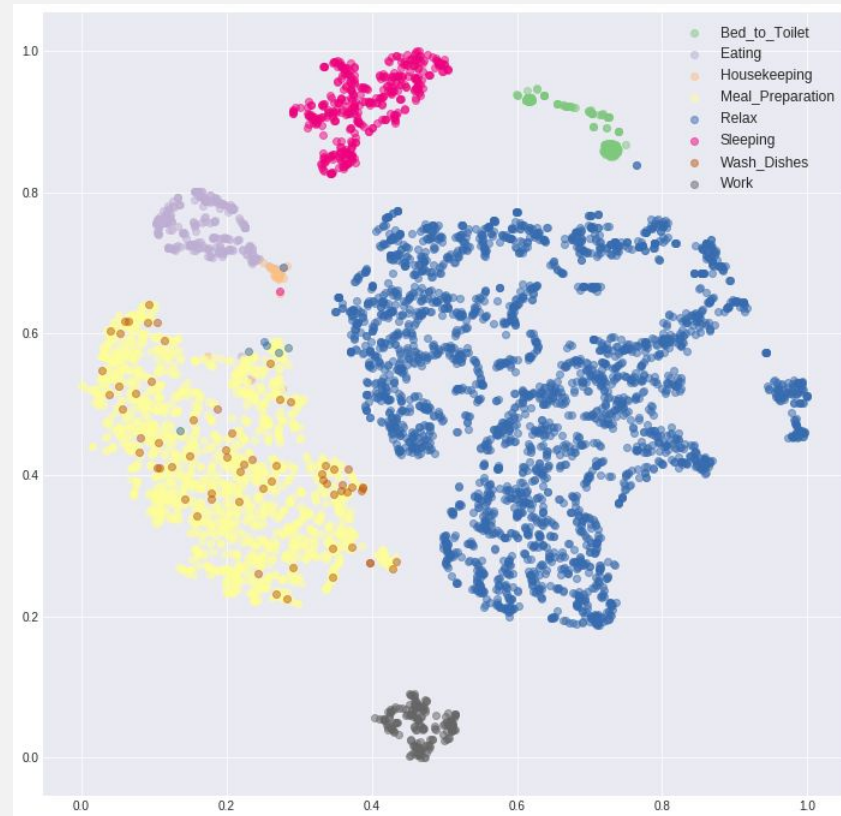 Bed_to_Toilet
Eating
Housekeeping
Meal_Preparation
Relax
Sleeping
Wash_Dishes
Work
1.0
0.8
0.6
0.4
0.2
0.0
0.0
0.2
0.4
0.6
0.8
1.0